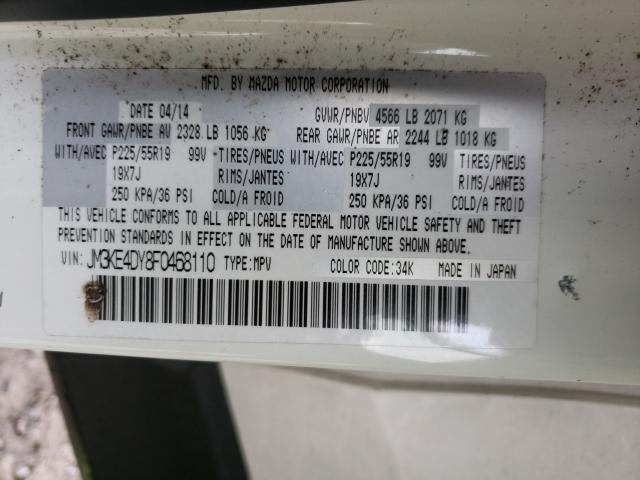 MFD. BY MAZDA MOTOR CORPORATION
DATE 04/14 GVWR/PNBV 4566 LB 2071 KG
FRONT GAWR/PNBE AV 2328 LB 1056 KG REAR GAWR/PNBE AR 2244 LB 1018 KG
WITH/AVEC P225/55R19 99V TIRES/PNEUS WITH/AVEC P225/55R19 99V TIRES/PNEUS
19X7J RIMS/JANTES 19X7J RIMS/JANTES
250 KPA/36 PSI COLD/A FROID 250 KPA/36 PSI COLD/A FROID
THIS VEHICLE CONFORMS TO ALL APPLICABLE FEDERAL MOTOR VEHICLE SAFETY AND THEFT
PREVENTION STANDARDS IN EFFECT ON THE DATE OF MANUFACTURE SHOWN ABOVE.
VIN: JM3KE4DY8F0468110 TYPE:MPV COLOR CODE:34K MADE IN JAPAN